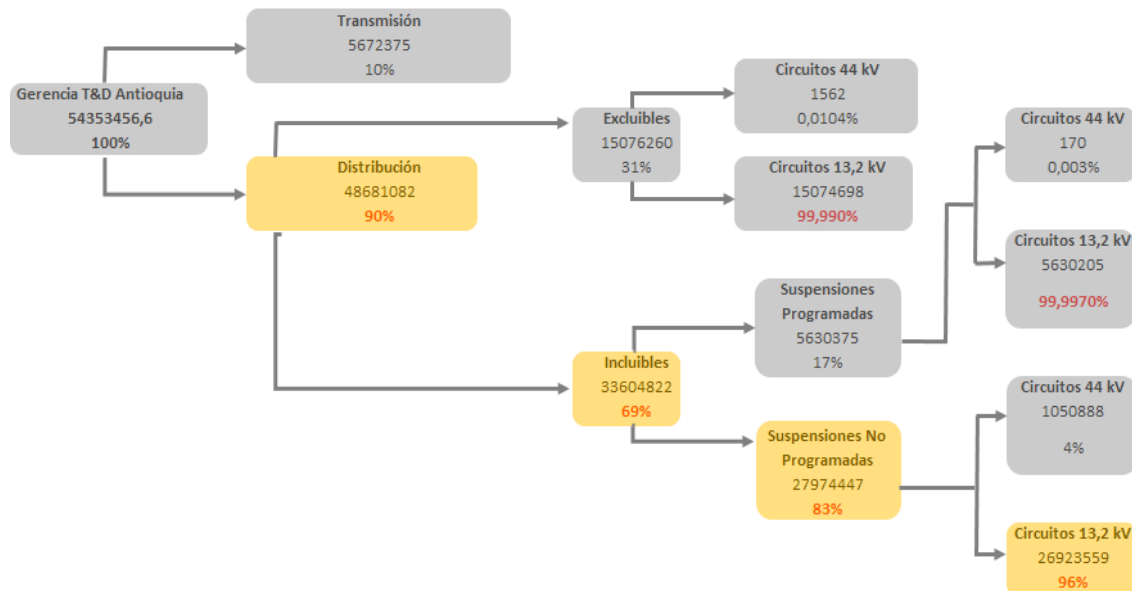 Transmisión
5672375
10%
Gerencia T&D Antioquia
54353456,6
100%
Distribución
48681082
90%
Excluibles
15076260
31%
Circuitos 44 kV
1562
0,0104%
Circuitos 13,2 kV
15074698
99,990%
Incluibles
33604822
69%
Suspensiones
Programadas
5630375
17%
Circuitos 44 kV
170
0,003%
Circuitos 13,2 kV
5630205
99,9970%
Suspensiones No
Programadas
27974447
83%
Circuitos 44 kV
1050888
4%
Circuitos 13,2 kV
26923559
96%